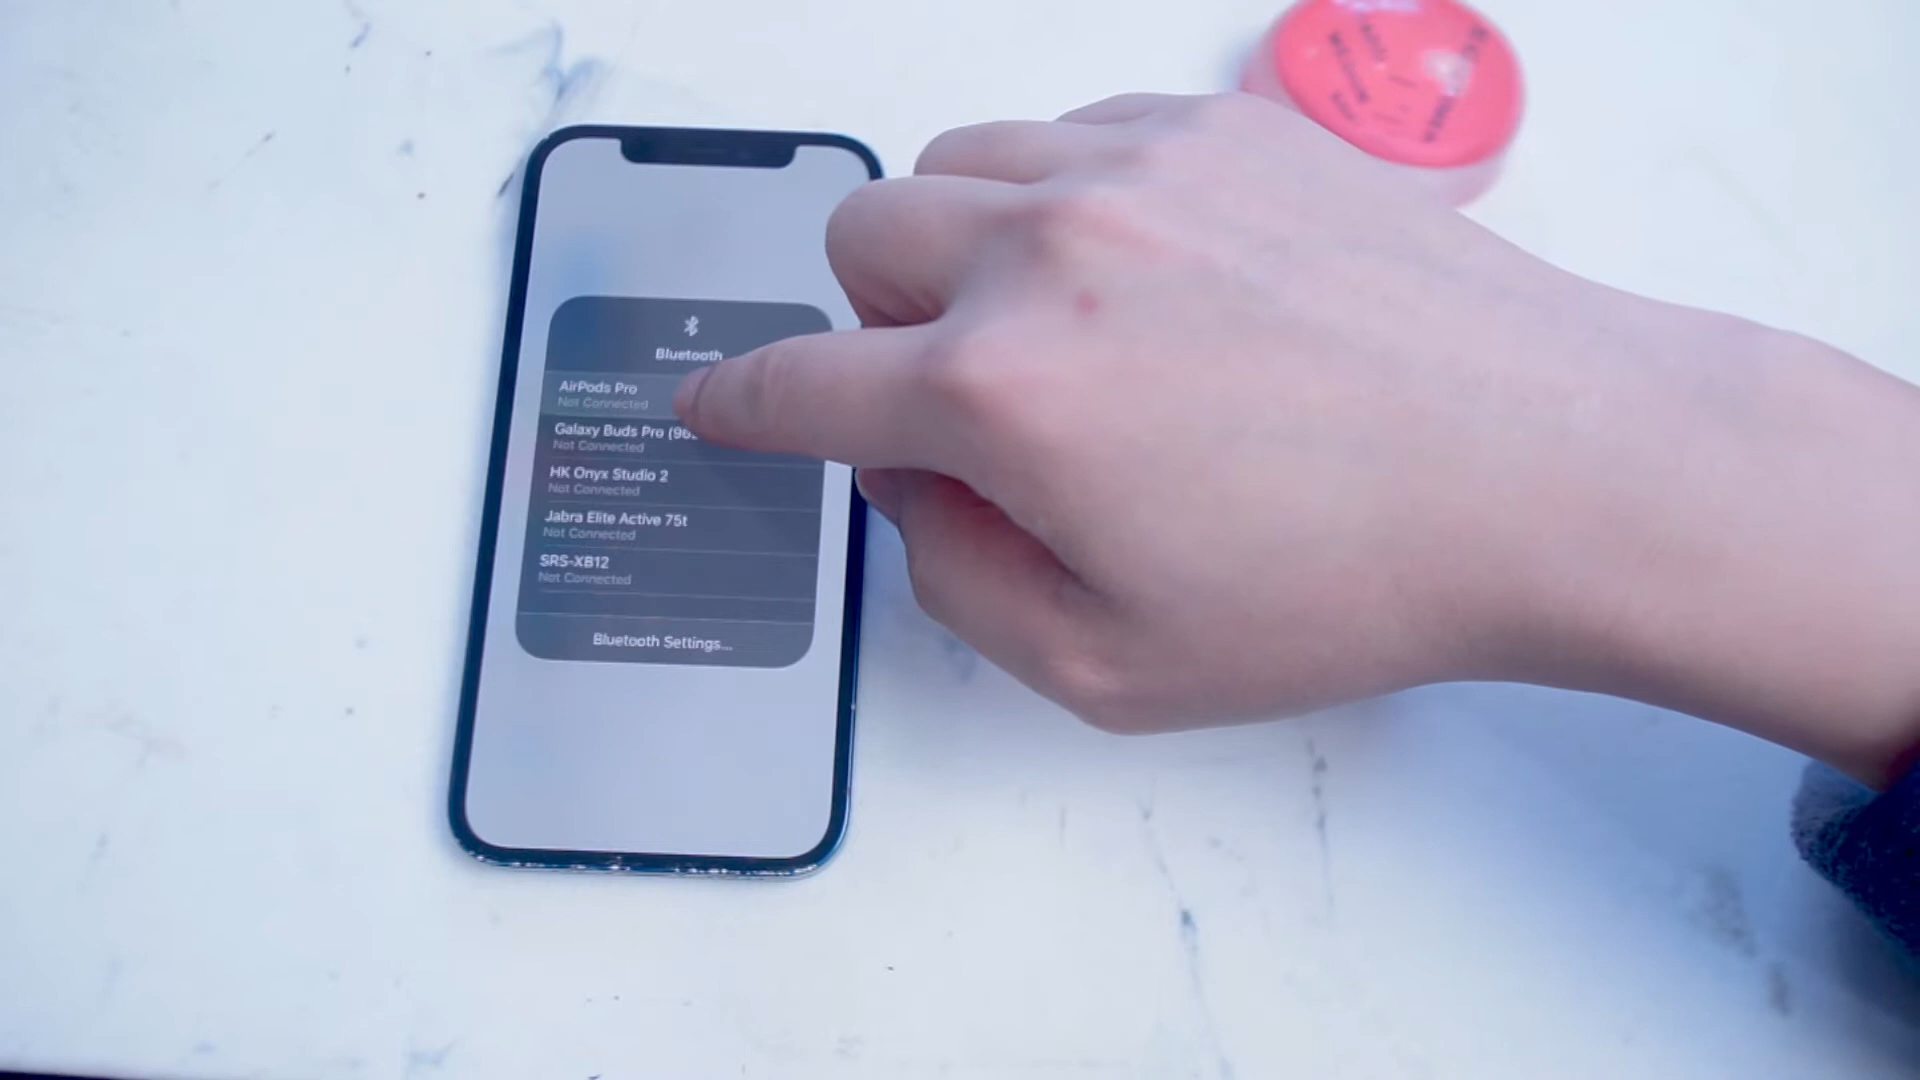 Bluetooth
AirPods Pro
Not Connected
Galaxy Buds Pro
Not Connected
HK Onyx Studio 2
Not Connected
Jabra Elite Active 75t
Not Connected
SRS-XB12
Not Connected
Bluetooth Settings...